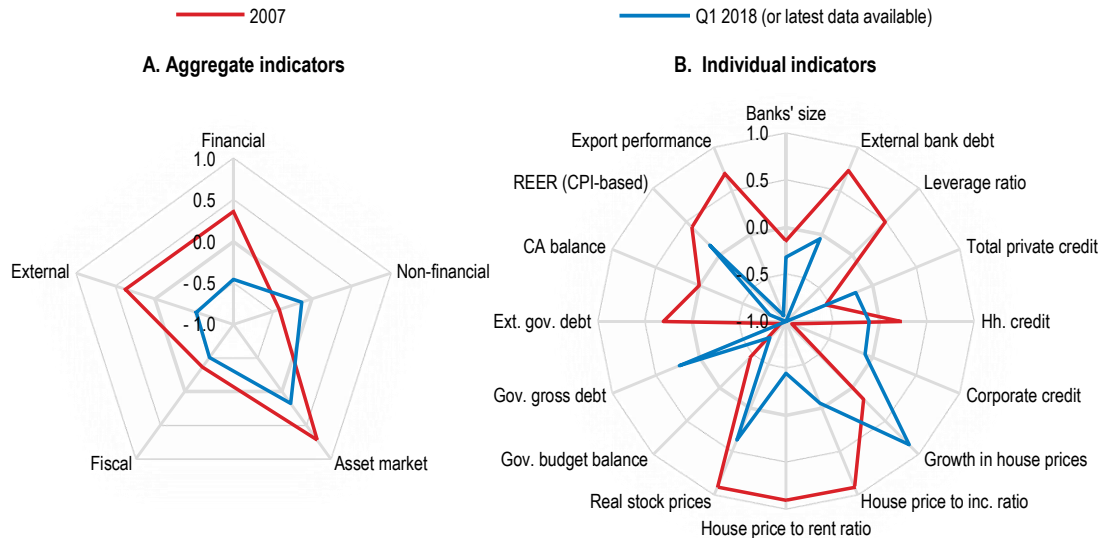 2007
Q1 2018 (or latest data available)
A. Aggregate indicators
Financial
1.0
0.5
0.0
- 0.5
- 1.0
Non-financial
Asset market
Fiscal
External
B. Individual indicators
Banks' size
1.0
0.5
0.0
- 0.5
- 1.0
External bank debt
Leverage ratio
Total private credit
Hh. credit
Corporate credit
Growth in house prices
House price to inc. ratio
House price to rent ratio
Real stock prices
Gov. budget balance
Gov. gross debt
Ext. gov. debt
CA balance
REER (CPI-based)
Export performance